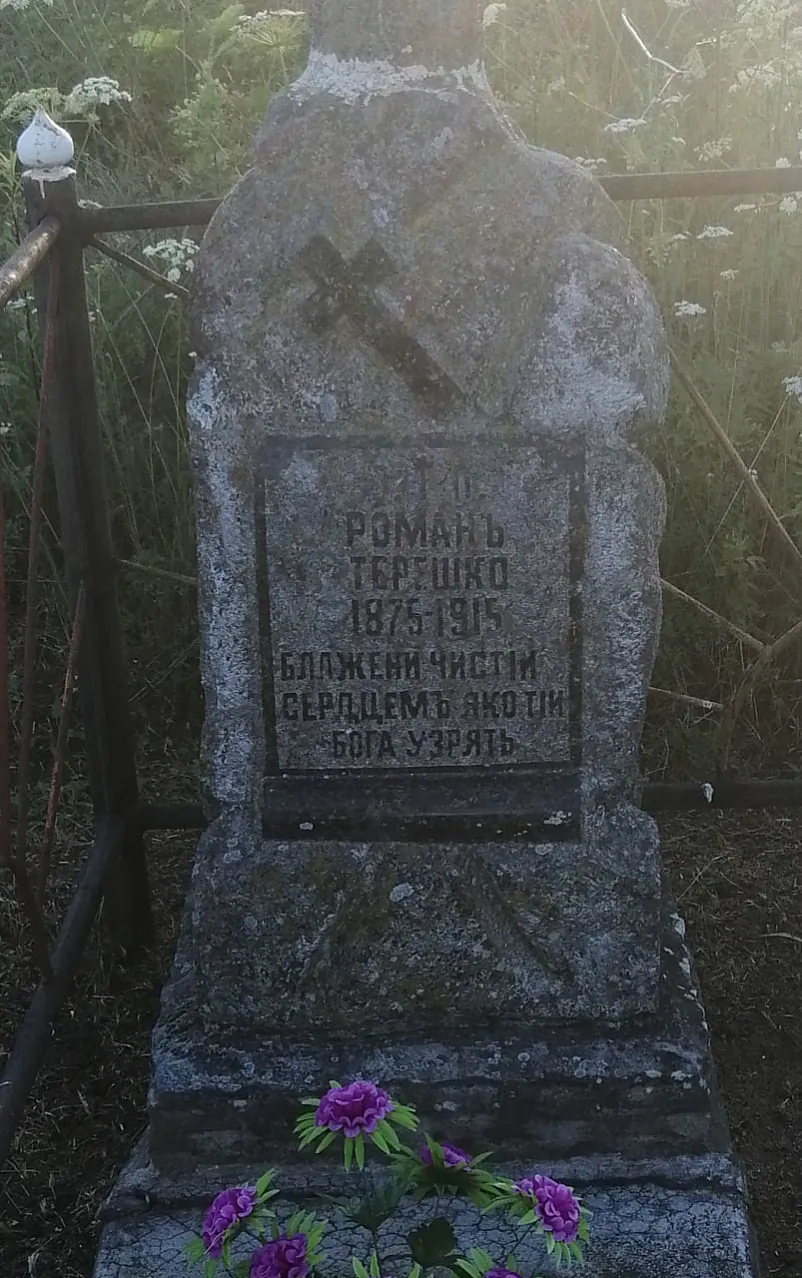 РОМАНЪ
ТЕРЕШКО
1875-1915
БЛАЖЕНИ ЧИСТІИ
СЕРДЦЕМЪ ЯКО ТІИ
БОГА УЗРЯТЬ